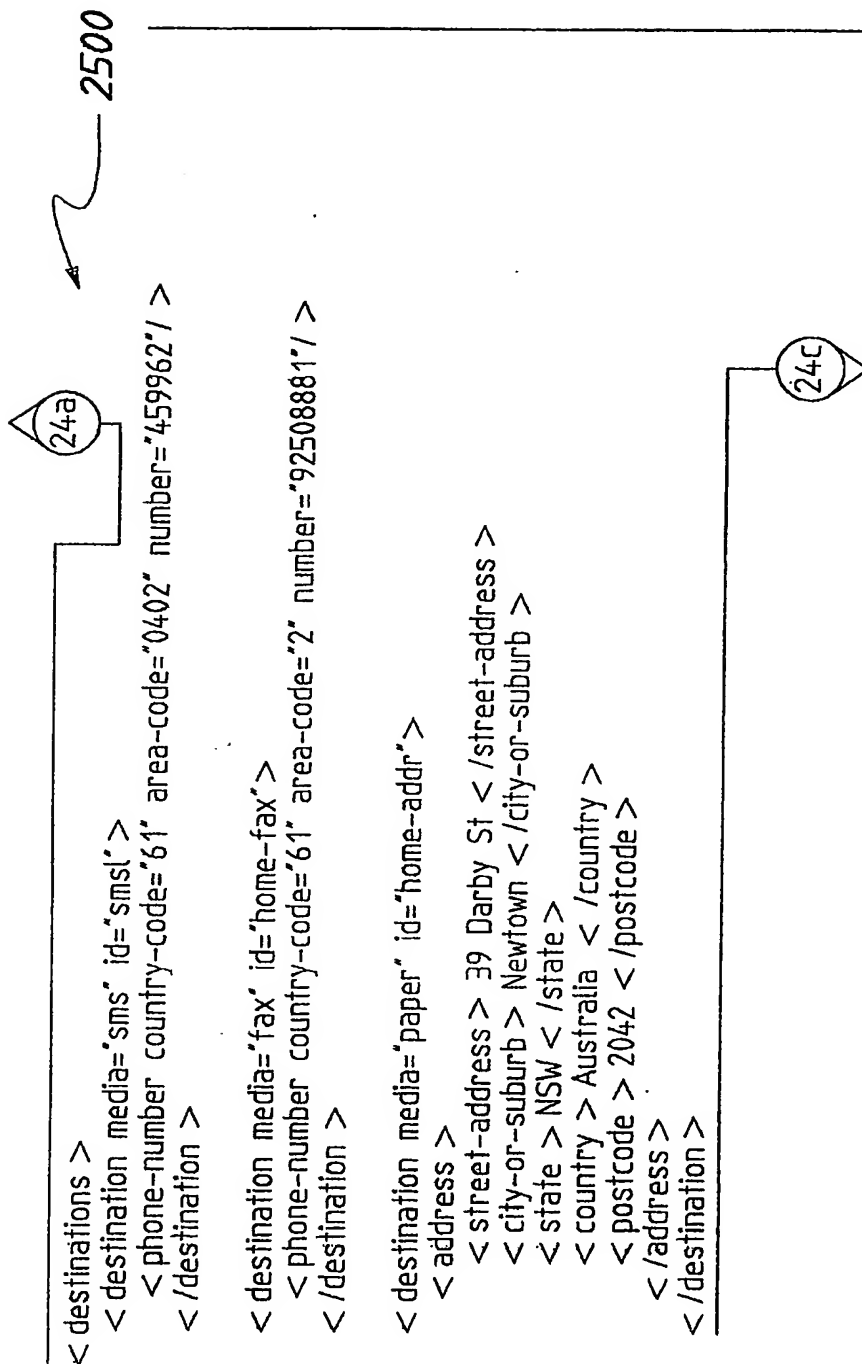 2500
24a
< destinations >
< destination media="sms" id="smsl" >
< phone-number country-code="61" area-code="0402" number="459962"/ >
< /destination >
< destination media="fax" id="home-fax" >
< phone-number country-code="61" area-code="2" number="92508881"/ >
< /destination >
< destination media="paper" id="home-addr">
< address >
< street-address > 39 Darby St < /street-address >
< city-or-suburb > Newtown < /city-or-suburb >
< state > NSW < /state >
< country > Australia < /country >
< postcode > 2042 < /postcode >
< /address >
< /destination >
24c